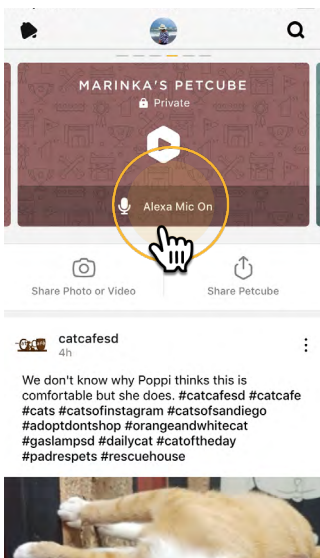 MARINKA'S PETCUBE
Private
Alexa Mic On
Share Photo or Video
Share Petcube
catcafesd
4h
We don't know why Poppi thinks this is
comfortable but she does. #catcafesd #catcafe
#cats #catsofinstagram #catsofsandiego
#adoptdontshop #orangeandwhitecat
#gaslampsd #dailycat #catoftheday
#padrespets #rescuehouse